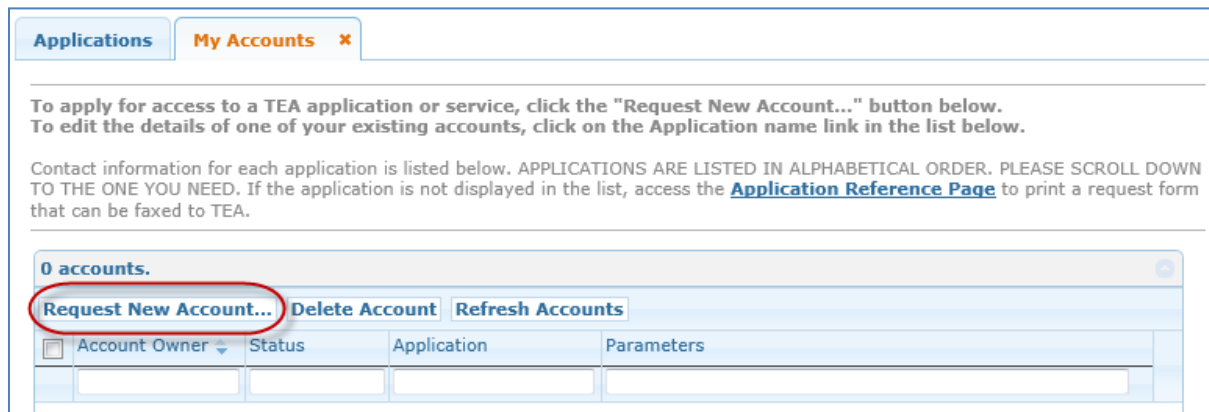 Applications My Accounts ×
To apply for access to a TEA application or service, click the "Request New Account..." button below.
To edit the details of one of your existing accounts, click on the Application name link in the list below.
Contact information for each application is listed below. APPLICATIONS ARE LISTED IN ALPHABETICAL ORDER. PLEASE SCROLL DOWN
TO THE ONE YOU NEED. If the application is not displayed in the list, access the Application Reference Page to print a request form
that can be faxed to TEA.
0 accounts.
Request New Account... Delete Account Refresh Accounts
Account Owner Status Application Parameters